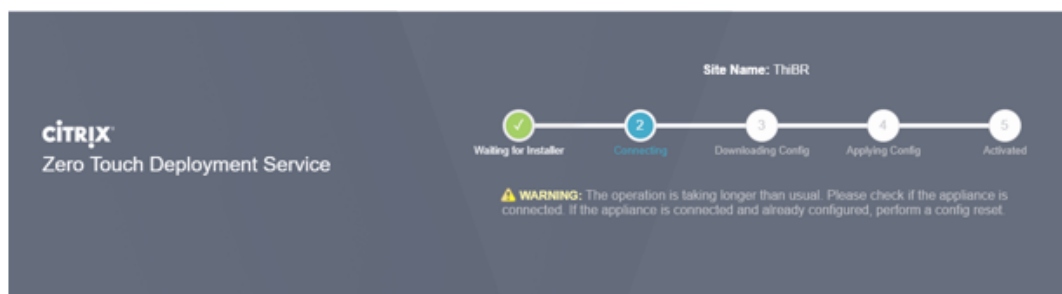 Site Name: ThiBR
CİTRIX
Zero Touch Deployment Service
✓ 2 3 4 5
Waiting for Installer Connecting Downloading Config Applying Config Activated
WARNING: The operation is taking longer than usual. Please check if the appliance is
connected. If the appliance is connected and already configured, perform a config reset.